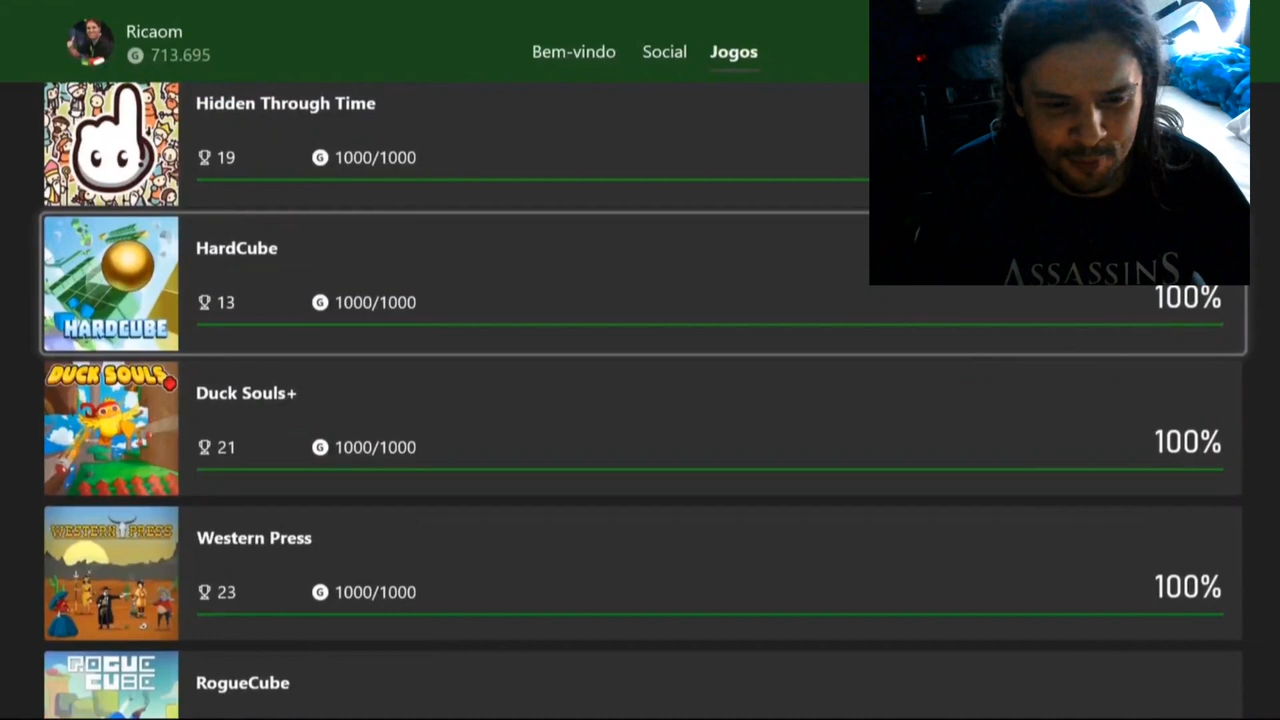 Ricaom
G 713.695
Bem-vindo Social Jogos
Hidden Through Time
19 G 1000/1000
HardCube
13 G 1000/1000
100%
HARDCUBE
ASSASSINS
Duck Souls+
DUCK SOULS+
21 G 1000/1000
100%
Western Press
WESTERN PRESS
23 G 1000/1000
100%
RogueCube
ROGUE
CUBE